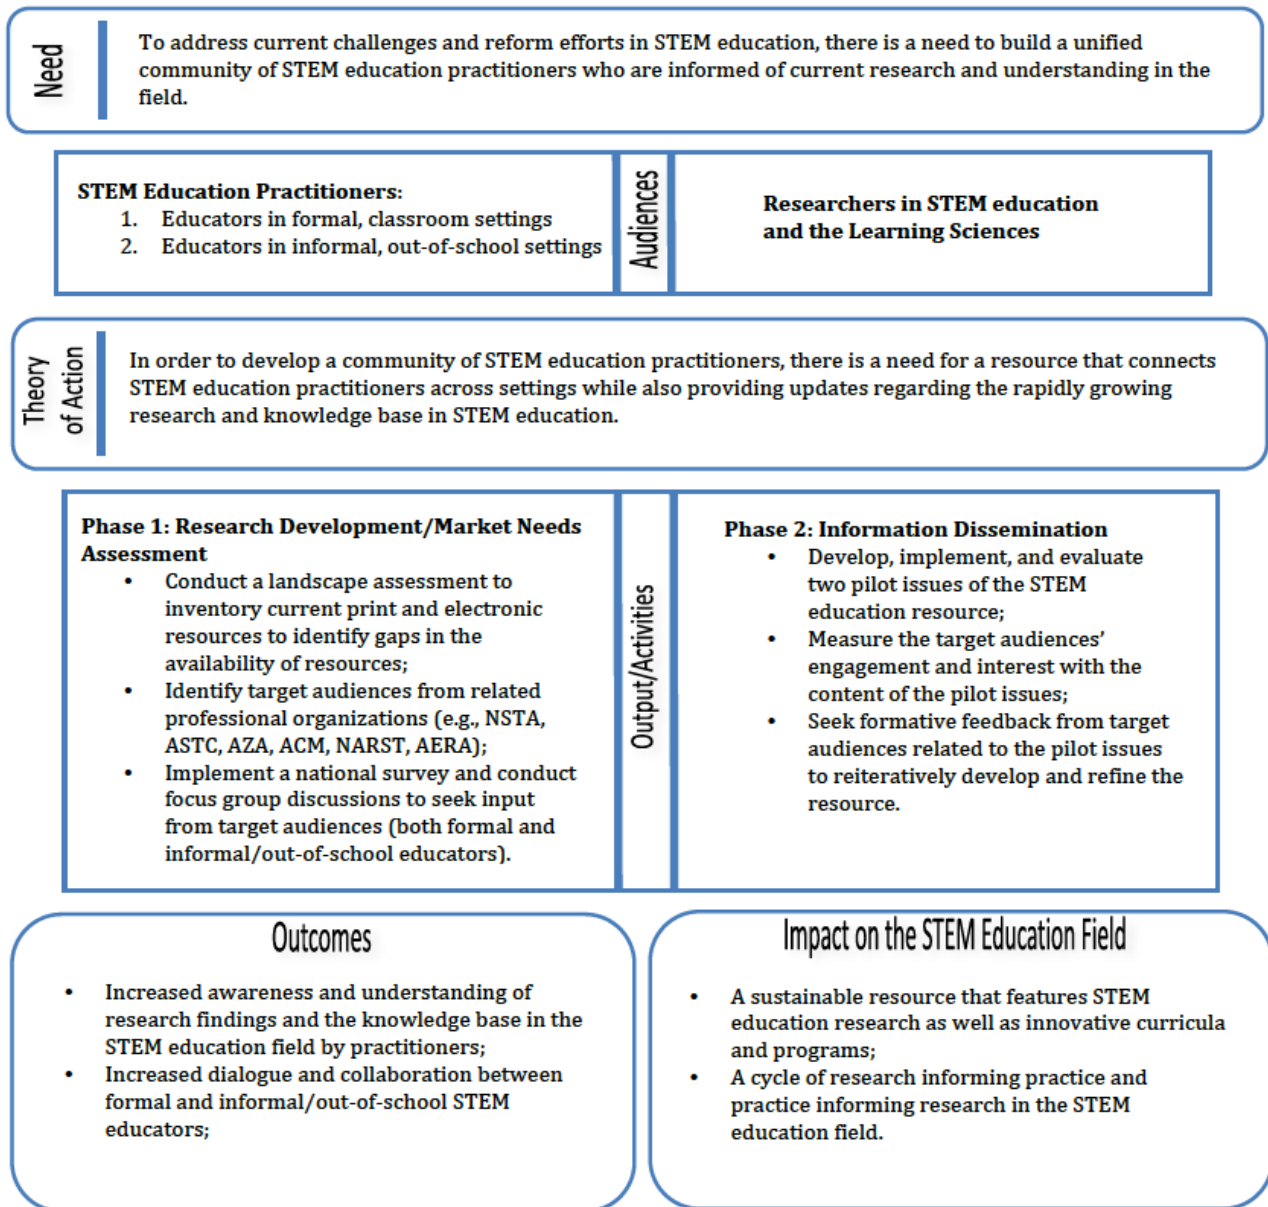 Need
To address current challenges and reform efforts in STEM education, there is a need to build a unified
community of STEM education practitioners who are informed of current research and understanding in the
field.
STEM Education Practitioners:
1. Educators in formal, classroom settings
2. Educators in informal, out-of-school settings
Audiences
Researchers in STEM education
and the Learning Sciences
Theory
of Action
In order to develop a community of STEM education practitioners, there is a need for a resource that connects
STEM education practitioners across settings while also providing updates regarding the rapidly growing
research and knowledge base in STEM education.
Phase 1: Research Development/Market Needs
Assessment
• Conduct a landscape assessment to
inventory current print and electronic
resources to identify gaps in the
availability of resources;
• Identify target audiences from related
professional organizations (e.g., NSTA,
ASTC, AZA, ACM, NARST, AERA);
• Implement a national survey and conduct
focus group discussions to seek input
from target audiences (both formal and
informal/out-of-school educators).
Output/Activities
Phase 2: Information Dissemination
• Develop, implement, and evaluate
two pilot issues of the STEM
education resource;
• Measure the target audiences’
engagement and interest with the
content of the pilot issues;
• Seek formative feedback from target
audiences related to the pilot issues
to reiteratively develop and refine the
resource.
Outcomes
• Increased awareness and understanding of
research findings and the knowledge base in the
STEM education field by practitioners;
• Increased dialogue and collaboration between
formal and informal/out-of-school STEM
educators;
Impact on the STEM Education Field
• A sustainable resource that features STEM
education research as well as innovative curricula
and programs;
• A cycle of research informing practice and
practice informing research in the STEM
education field.